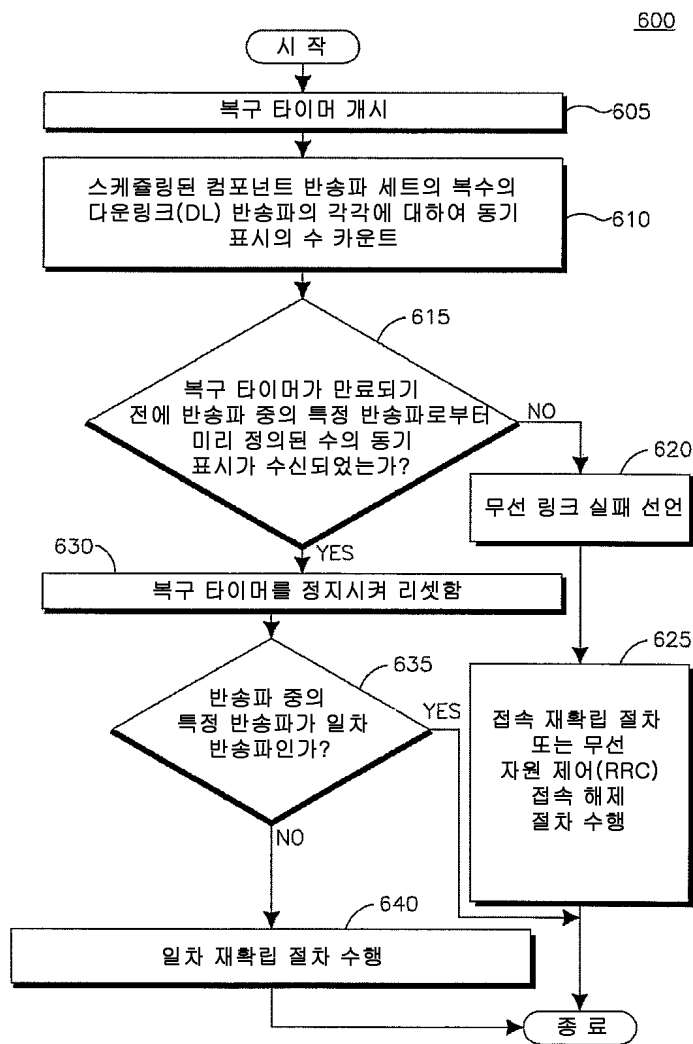 600
시 작
복구 타이머 개시
605
스케쥴링된 컴포넌트 반송파 세트의 복수의
다운링크(DL) 반송파의 각각에 대하여 동기
표시의 수 카운트
610
615
복구 타이머가 만료되기
전에 반송파 중의 특정 반송파로부터
미리 정의된 수의 동기
표시가 수신되었는가?
NO
620
무선 링크 실패 선언
YES
630
복구 타이머를 정지시켜 리셋함
635
반송파 중의
특정 반송파가 일차
반송파인가?
YES
625
접속 재확립 절차
또는 무선
자원 제어(RRC)
접속 해제
절차 수행
NO
640
일차 재확립 절차 수행
종 료